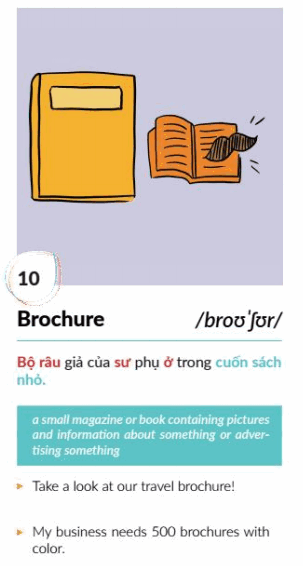 10
Brochure /broʊˈʃʊr/
Bộ râu giả của sư phụ ở trong cuốn sách
nhỏ.
a small magazine or book containing pictures
and information about something or adver-
tising something
Take a look at our travel brochure!
My business needs 500 brochures with
color.